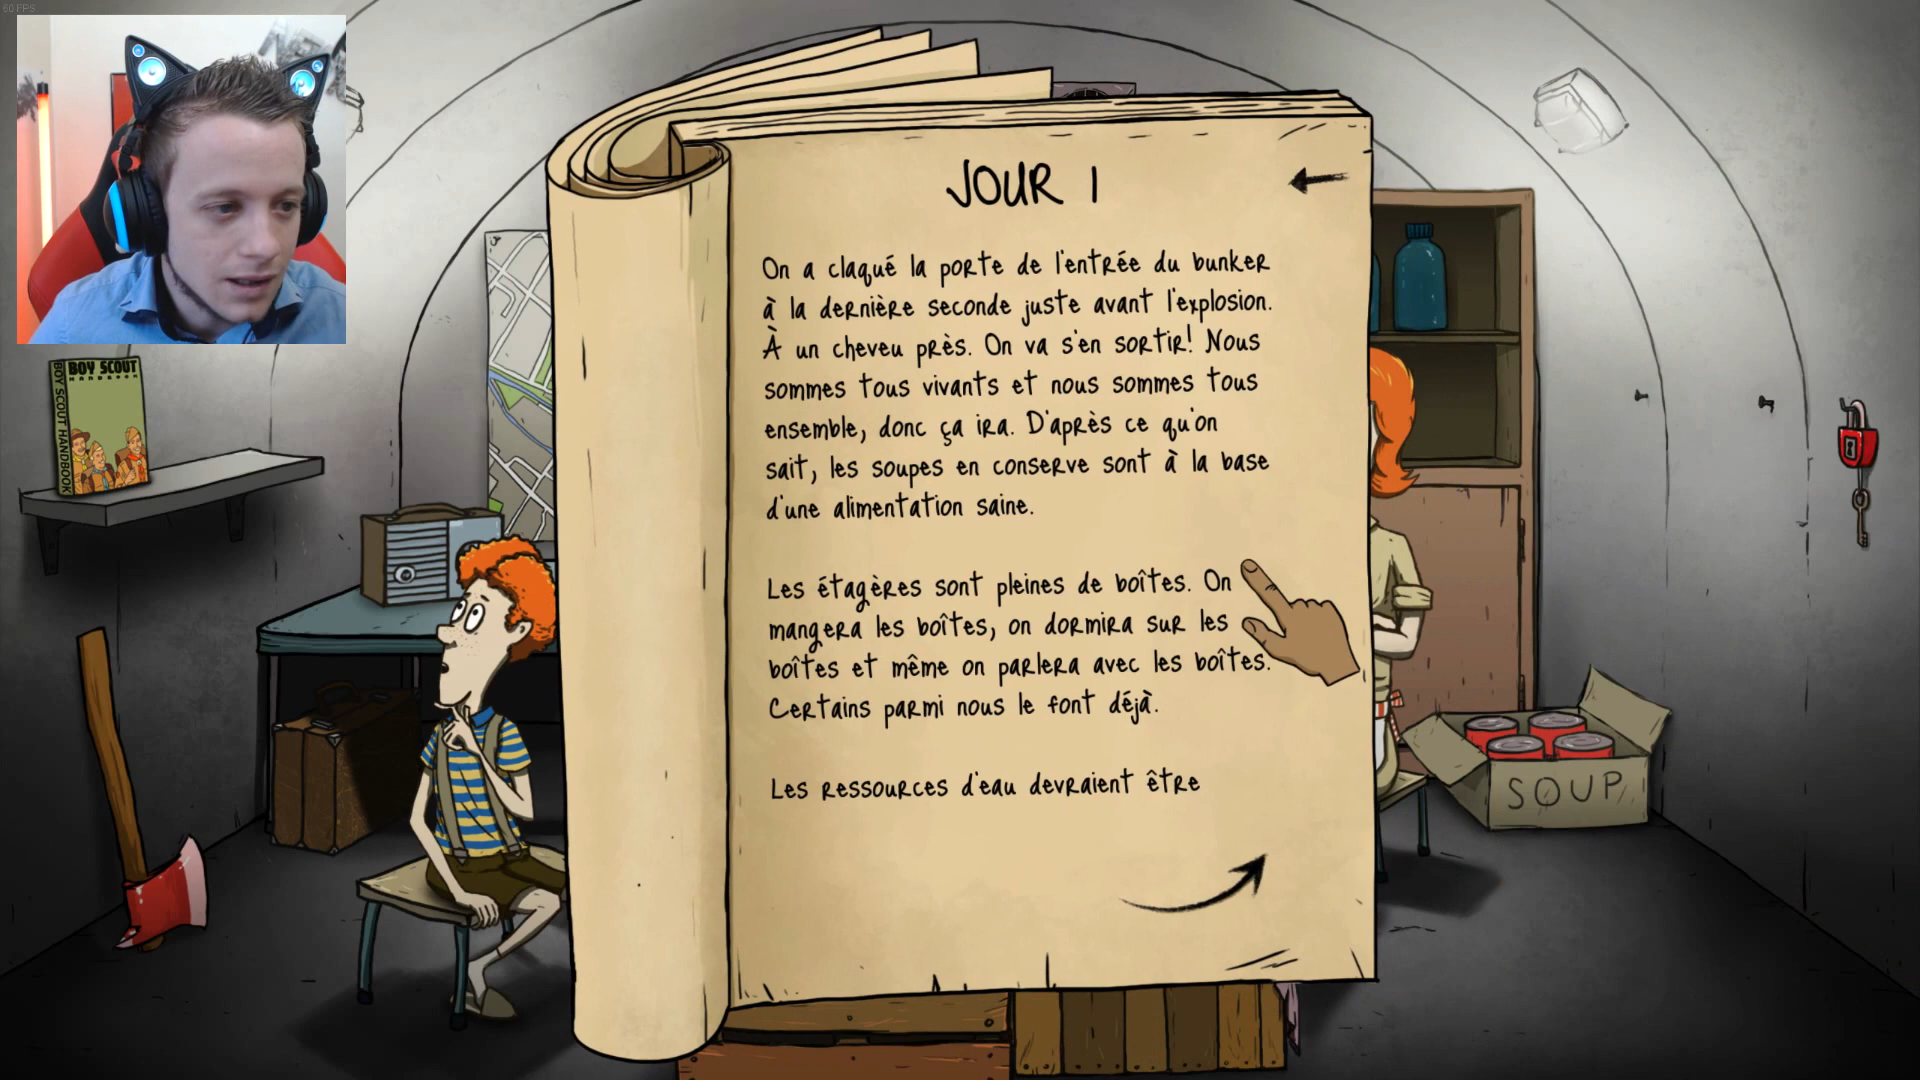 60 FPS
BOY SCOUT
HANDBOOK
BOY SCOUT HANDBOOK
JOUR 1
On a claqué la porte de l'entrée du bunker
à la dernière seconde juste avant l'explosion.
À un cheveu près. On va s'en sortir! Nous
sommes tous vivants et nous sommes tous
ensemble, donc ça ira. D'après ce qu'on
sait, les soupes en conserve sont à la base
d'une alimentation saine.
Les étagères sont pleines de boîtes. On
mangera les boîtes, on dormira sur les
boîtes et même on parlera avec les boîtes.
Certains parmi nous le font déjà.
Les ressources d'eau devraient être
SOUP